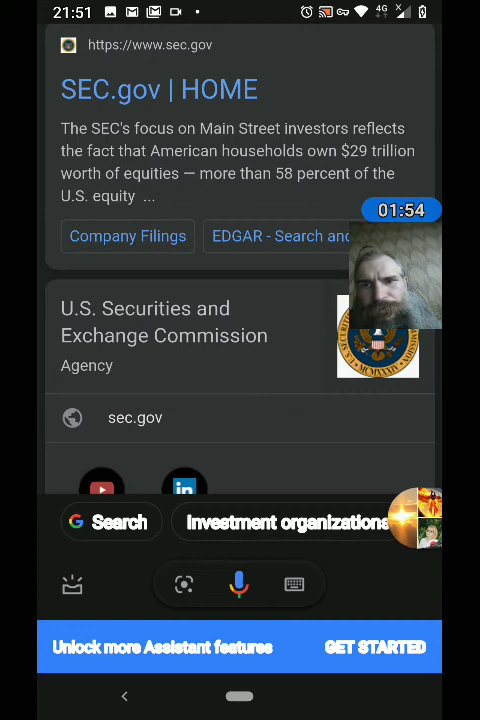 21:51
4G
https://www.sec.gov
SEC.gov | HOME
The SEC's focus on Main Street investors reflects
the fact that American households own $29 trillion
worth of equities — more than 58 percent of the
U.S. equity ...
01:54
Company Filings
EDGAR - Search and
U.S. Securities and
Exchange Commission
Agency
MCMXXXIV
sec.gov
in
G Search
Investment organizations
Unlock more Assistant features
GET STARTED